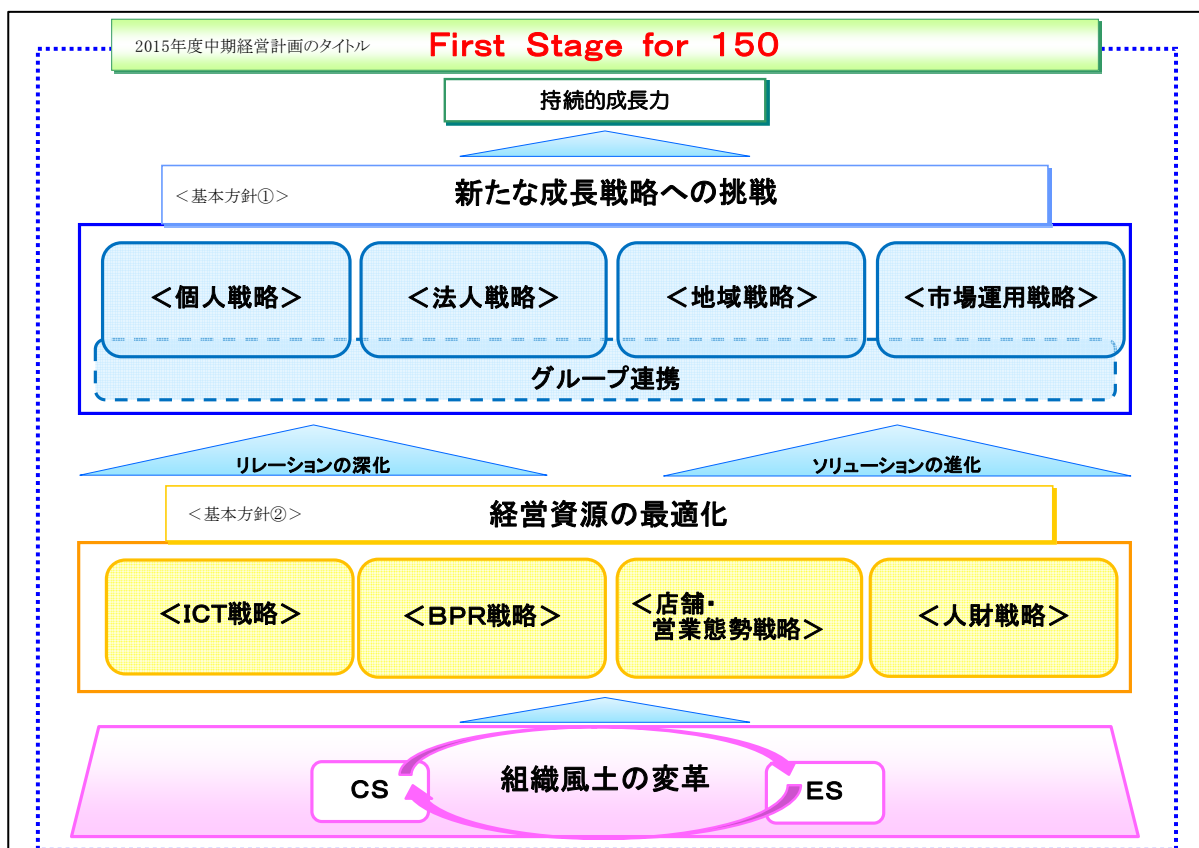 2015年度中期経営計画のタイトル First Stage for 150
持続的成長力
＜基本方針①＞ 新たな成長戦略への挑戦
＜個人戦略＞ ＜法人戦略＞ ＜地域戦略＞ ＜市場運用戦略＞
グループ連携
リレーションの深化 ソリューションの進化
＜基本方針②＞ 経営資源の最適化
＜ICT戦略＞ ＜BPR戦略＞ ＜店舗・
営業態勢戦略＞ ＜人財戦略＞
CS 組織風土の変革 ES